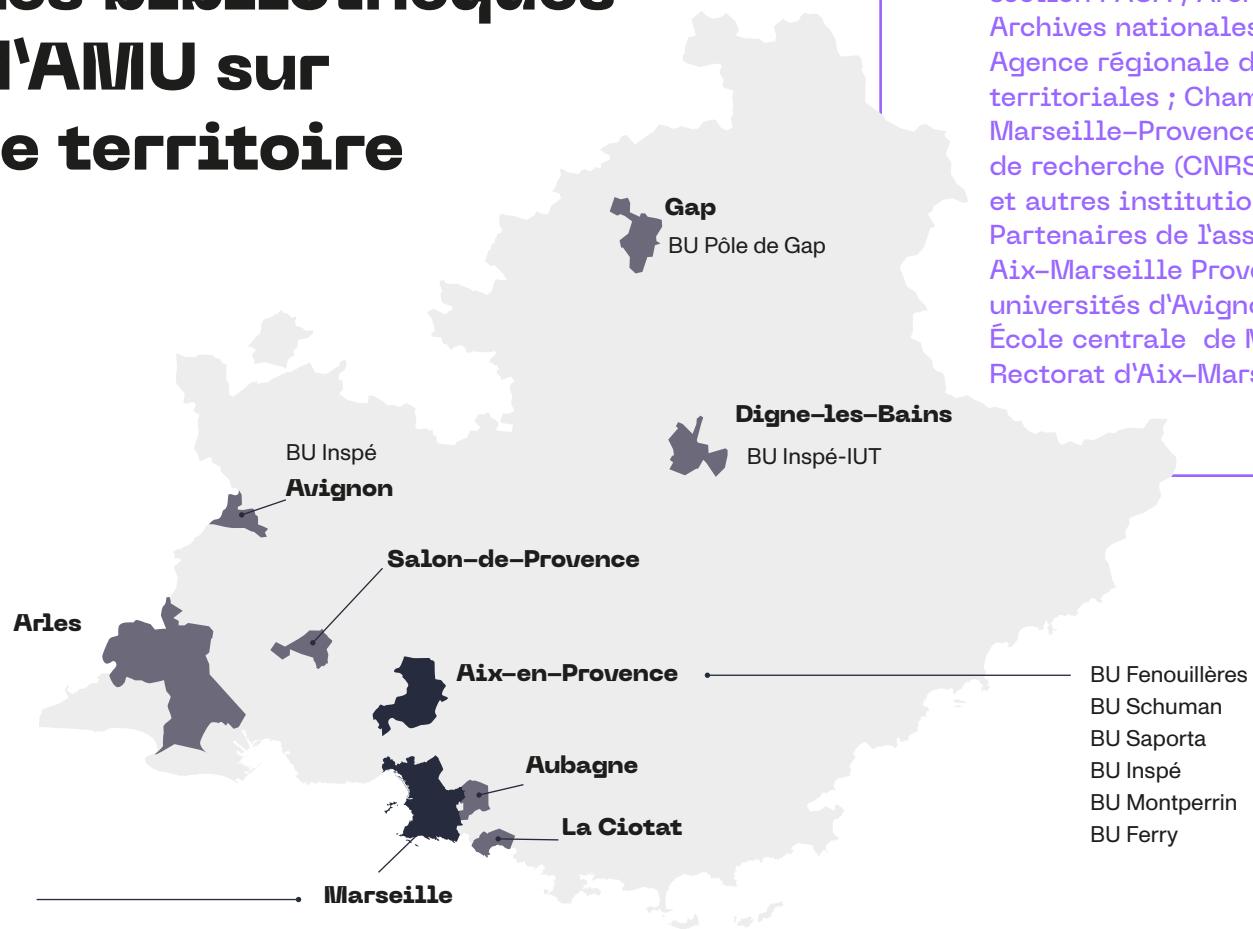 les bibliothèques
d'AMU sur
e territoire
Archives nationales
Agence régionale d
territoriales ; Cham
Marseille–Provence
de recherche (CNRS
et autres institutio
Partenaires de l'ass
Aix–Marseille Prov
universités d'Avign
École centrale de
Rectorat d'Aix–Mars
Gap
BU Pôle de Gap
Digne–les–Bains
BU Inspé-IUT
BU Inspé
Avignon
Salon–de–Provence
Arles
Aix–en–Provence
BU Fenouillères
BU Schuman
BU Saporta
BU Inspé
BU Montperrin
BU Ferry
Aubagne
La Ciotat
Marseille